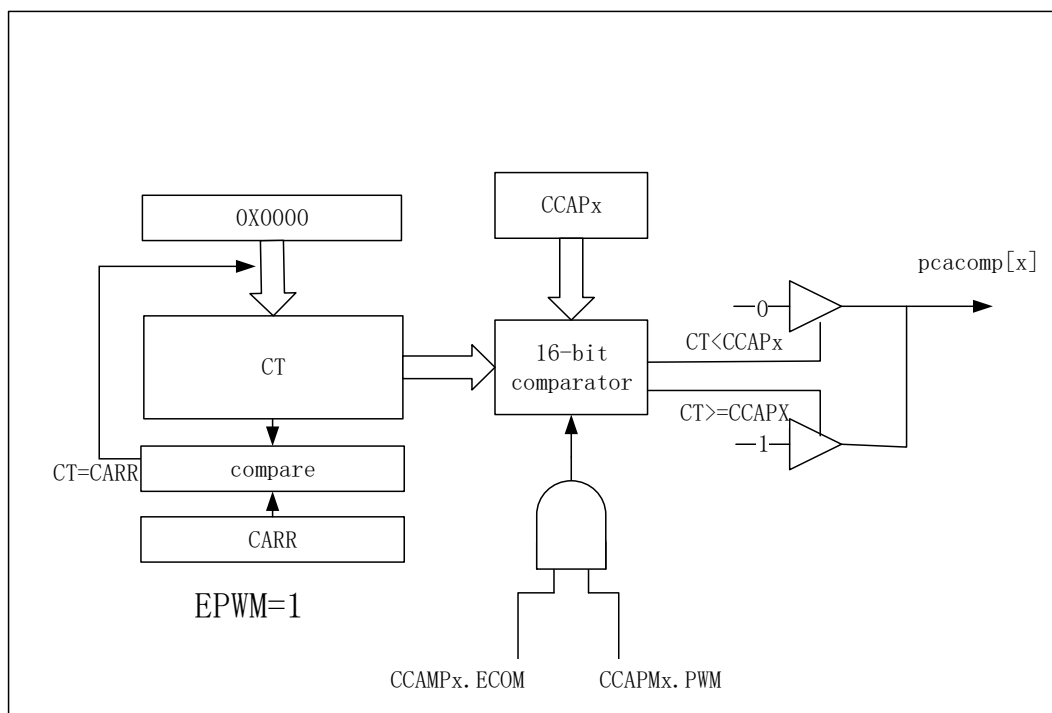 0X0000
CCAPx
pcacomp[x]
0
CT<CCAPx
CT
16-bit
comparator
CT>=CCAPX
1
CT=CARR
compare
CARR
EPWM=1
CCAMPx.ECOM
CCAPMx.PWM